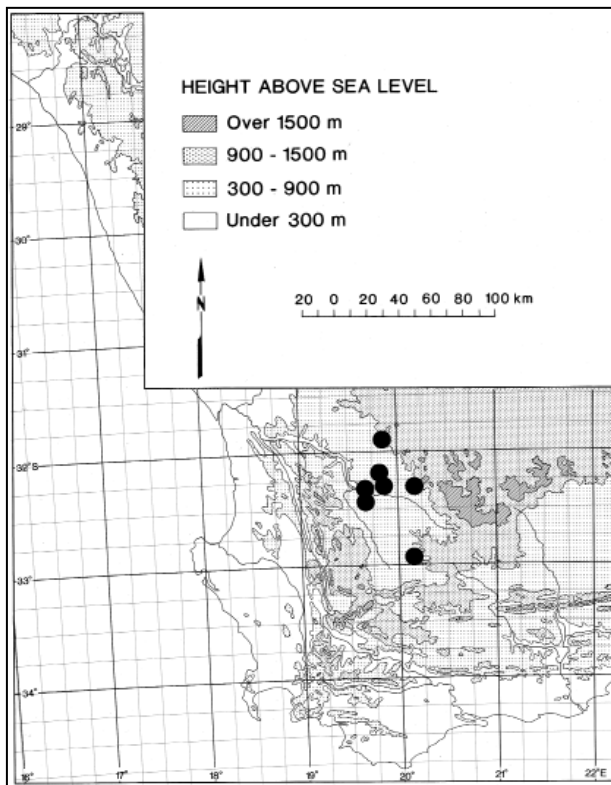 HEIGHT ABOVE SEA LEVEL
Over 1500 m
900 - 1500 m
300 - 900 m
Under 300 m
29°
30°
N
20 0 20 40 60 80 100 km
31°
32°S
33°
34°
16° 17° 18° 19° 20° 21° 22°E